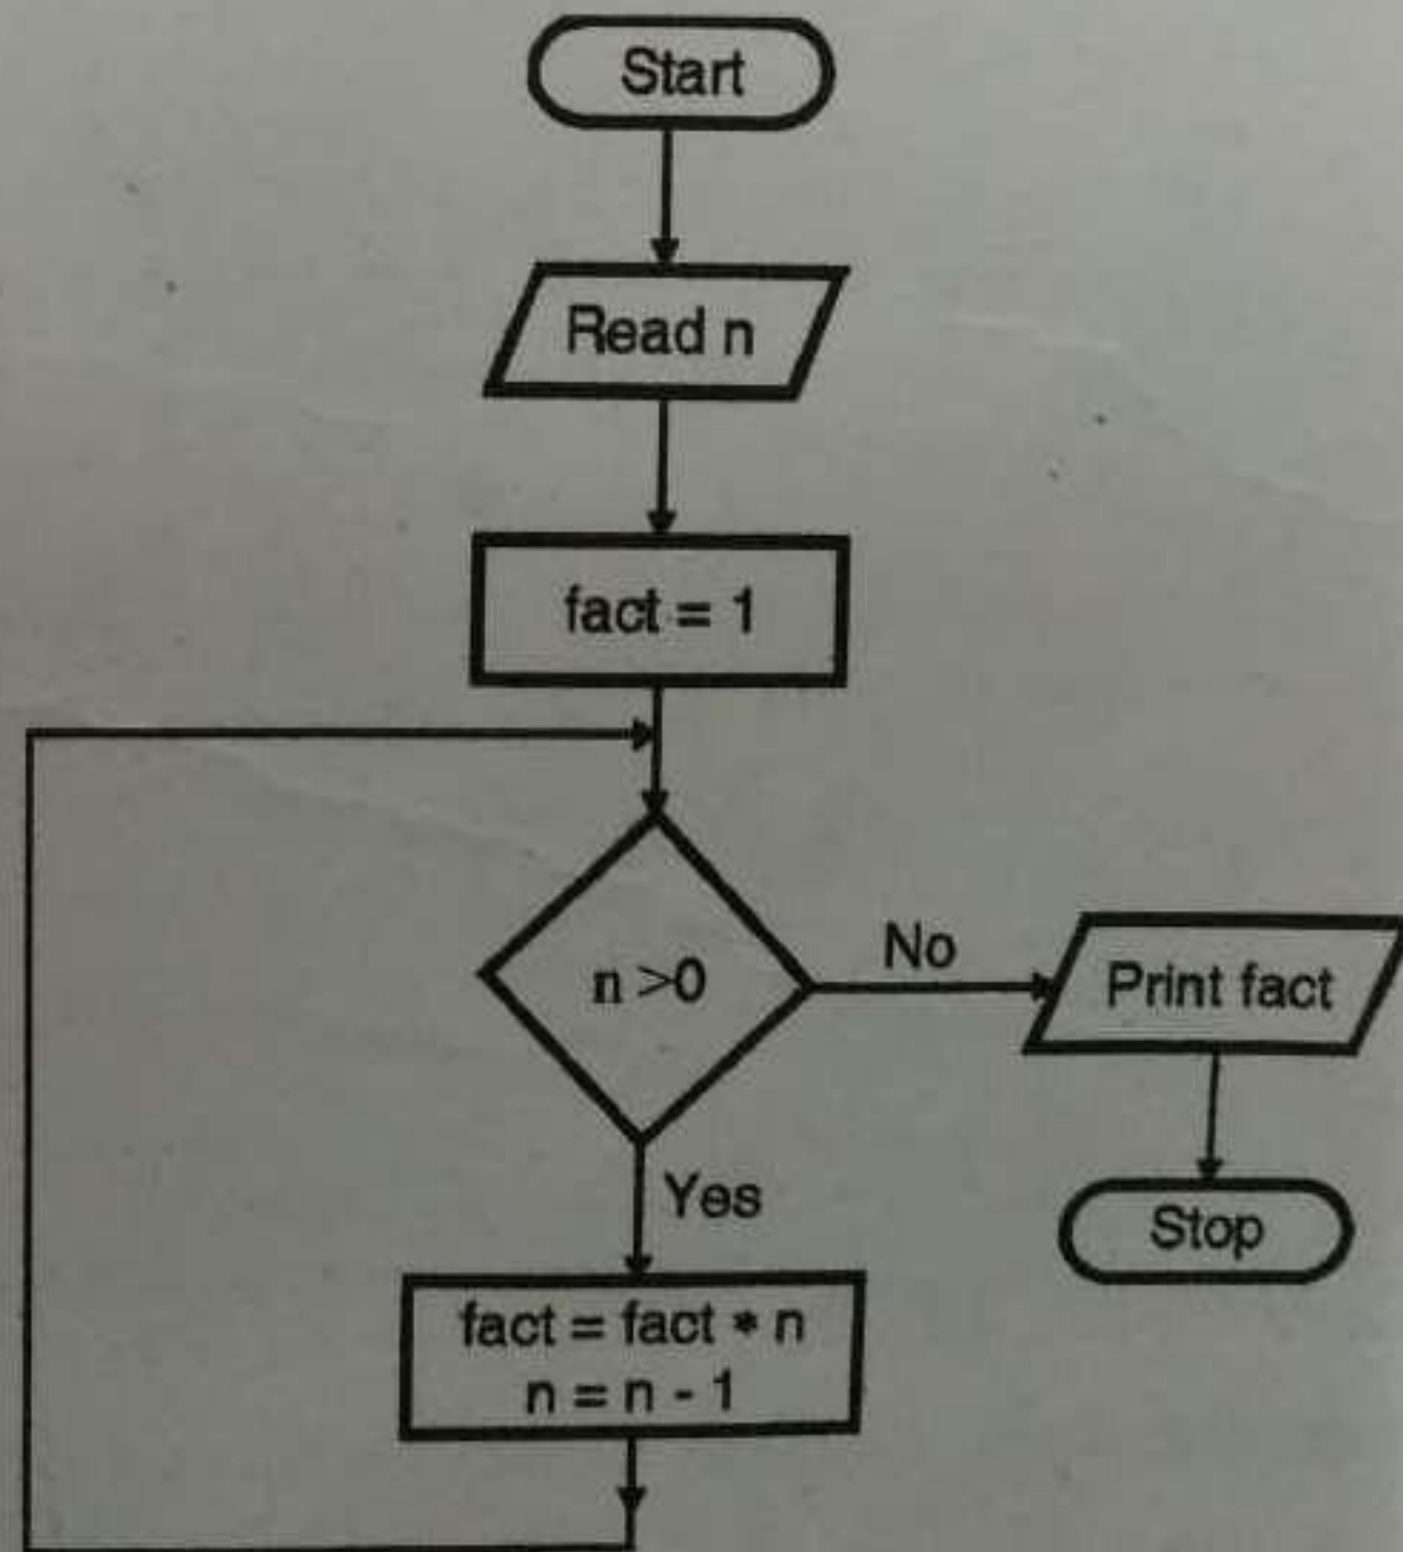 Start
Read n
fact = 1
n >0
No
Print fact
Yes
Stop
fact = fact * n
n = n - 1